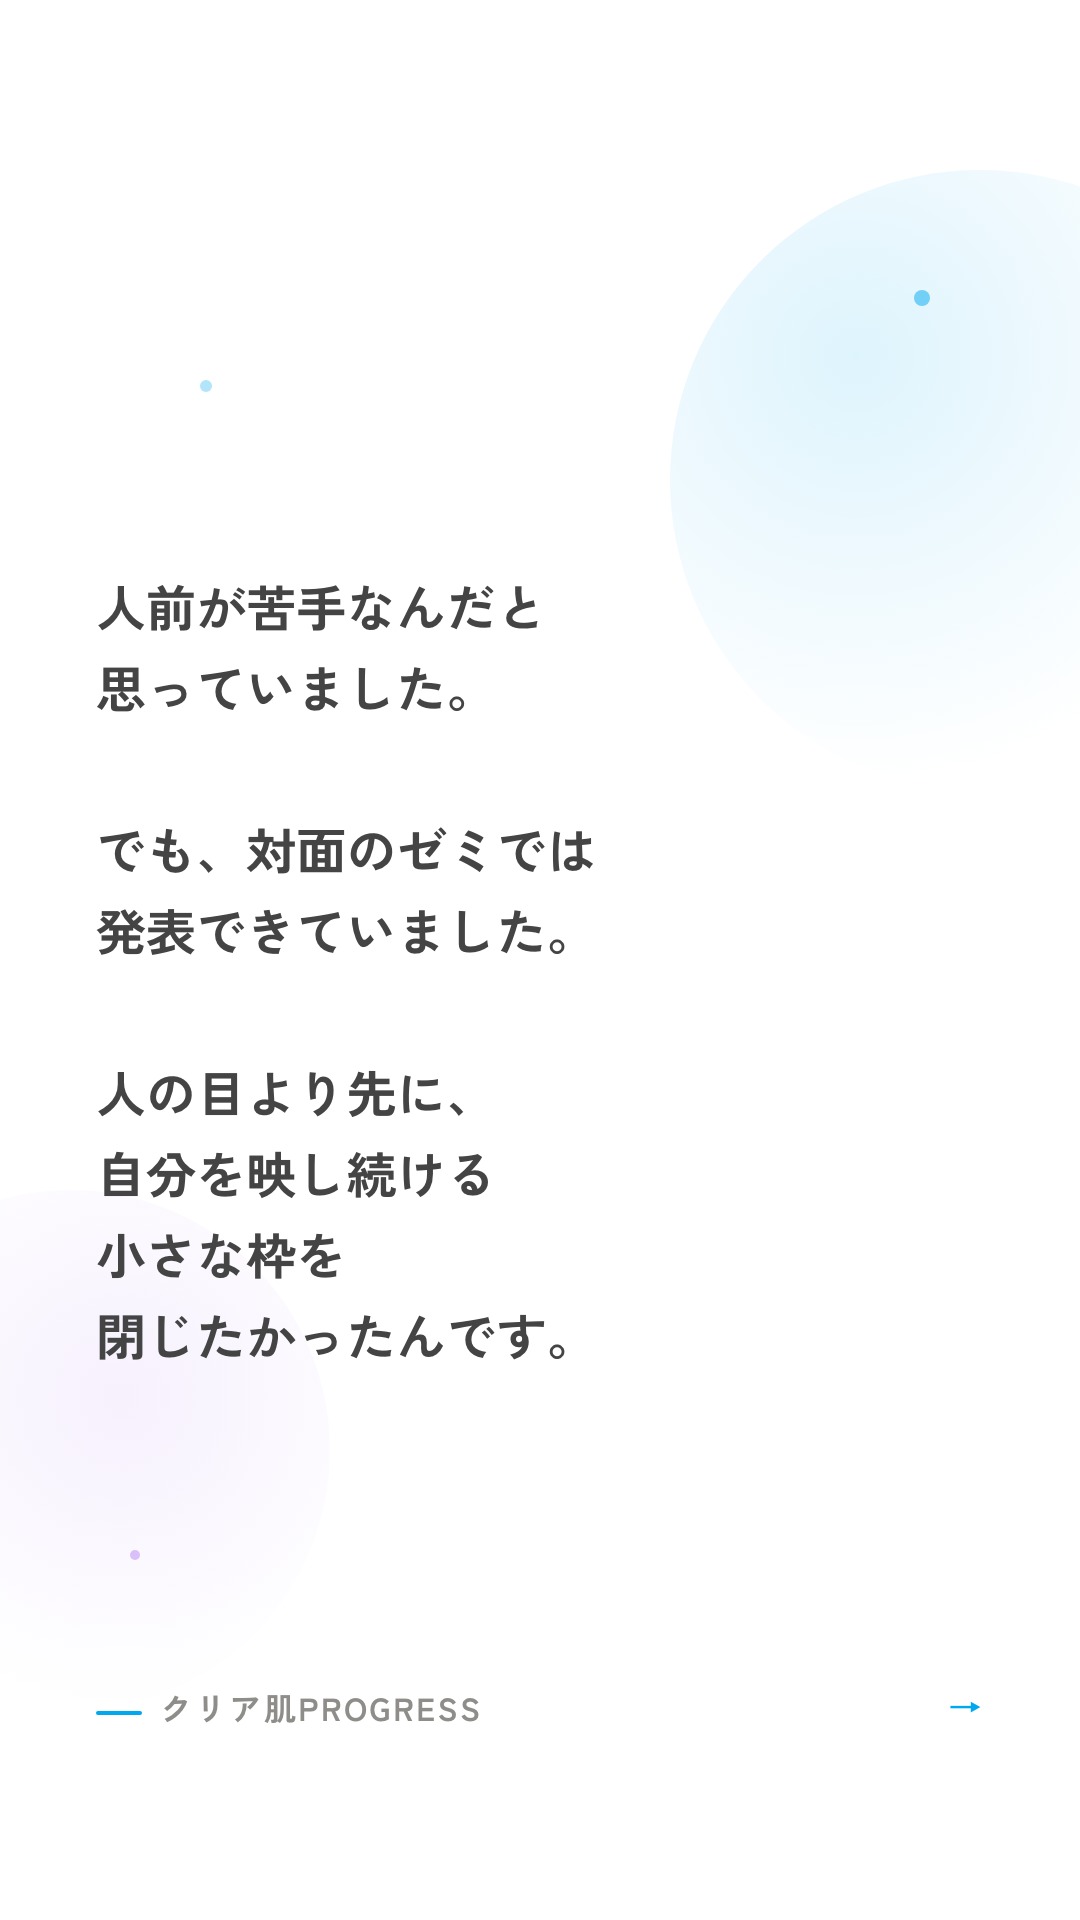 人前が苦手なんだと
思っていました。
でも、対面のゼミでは
発表できていました。
人の目より先に、
自分を映し続ける
小さな枠を
閉じたかったんです。
クリア肌PROGRESS
→